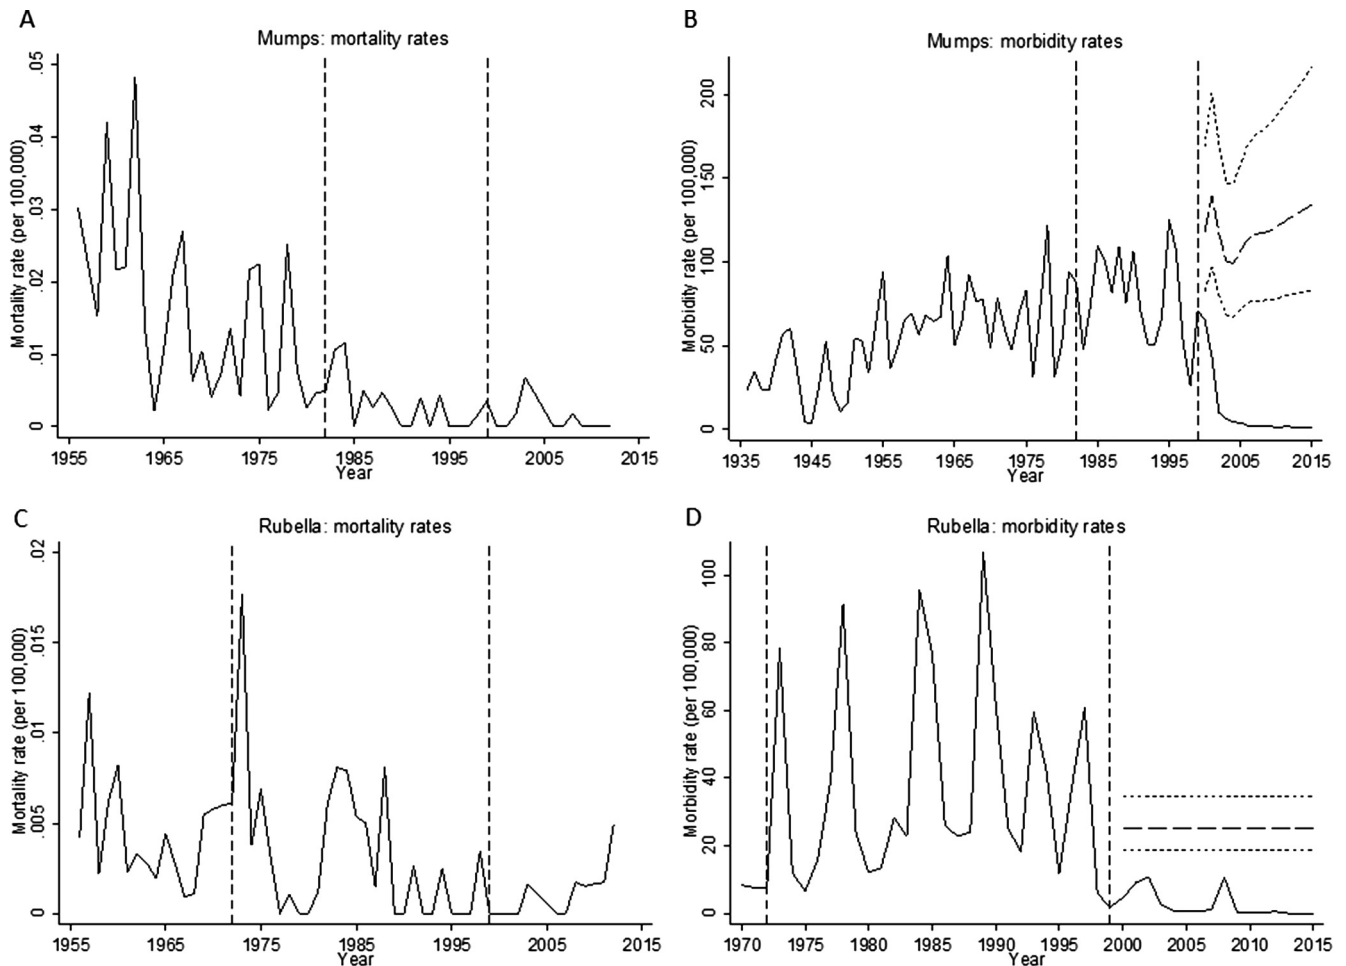 A
Mumps: mortality rates
Mortality rate (per 100,000)
.05
.04
.03
.02
.01
0
1955 1965 1975 1985 1995 2005 2015
Year
B
Mumps: morbidity rates
Morbidity rate (per 100,000)
200
150
100
50
0
1935 1945 1955 1965 1975 1985 1995 2005 2015
Year
C
Rubella: mortality rates
Mortality rate (per 100,000)
.02
.015
.01
.005
0
1955 1965 1975 1985 1995 2005 2015
Year
D
Rubella: morbidity rates
Morbidity rate (per 100,000)
100
80
60
40
20
0
1970 1975 1980 1985 1990 1995 2000 2005 2010 2015
Year